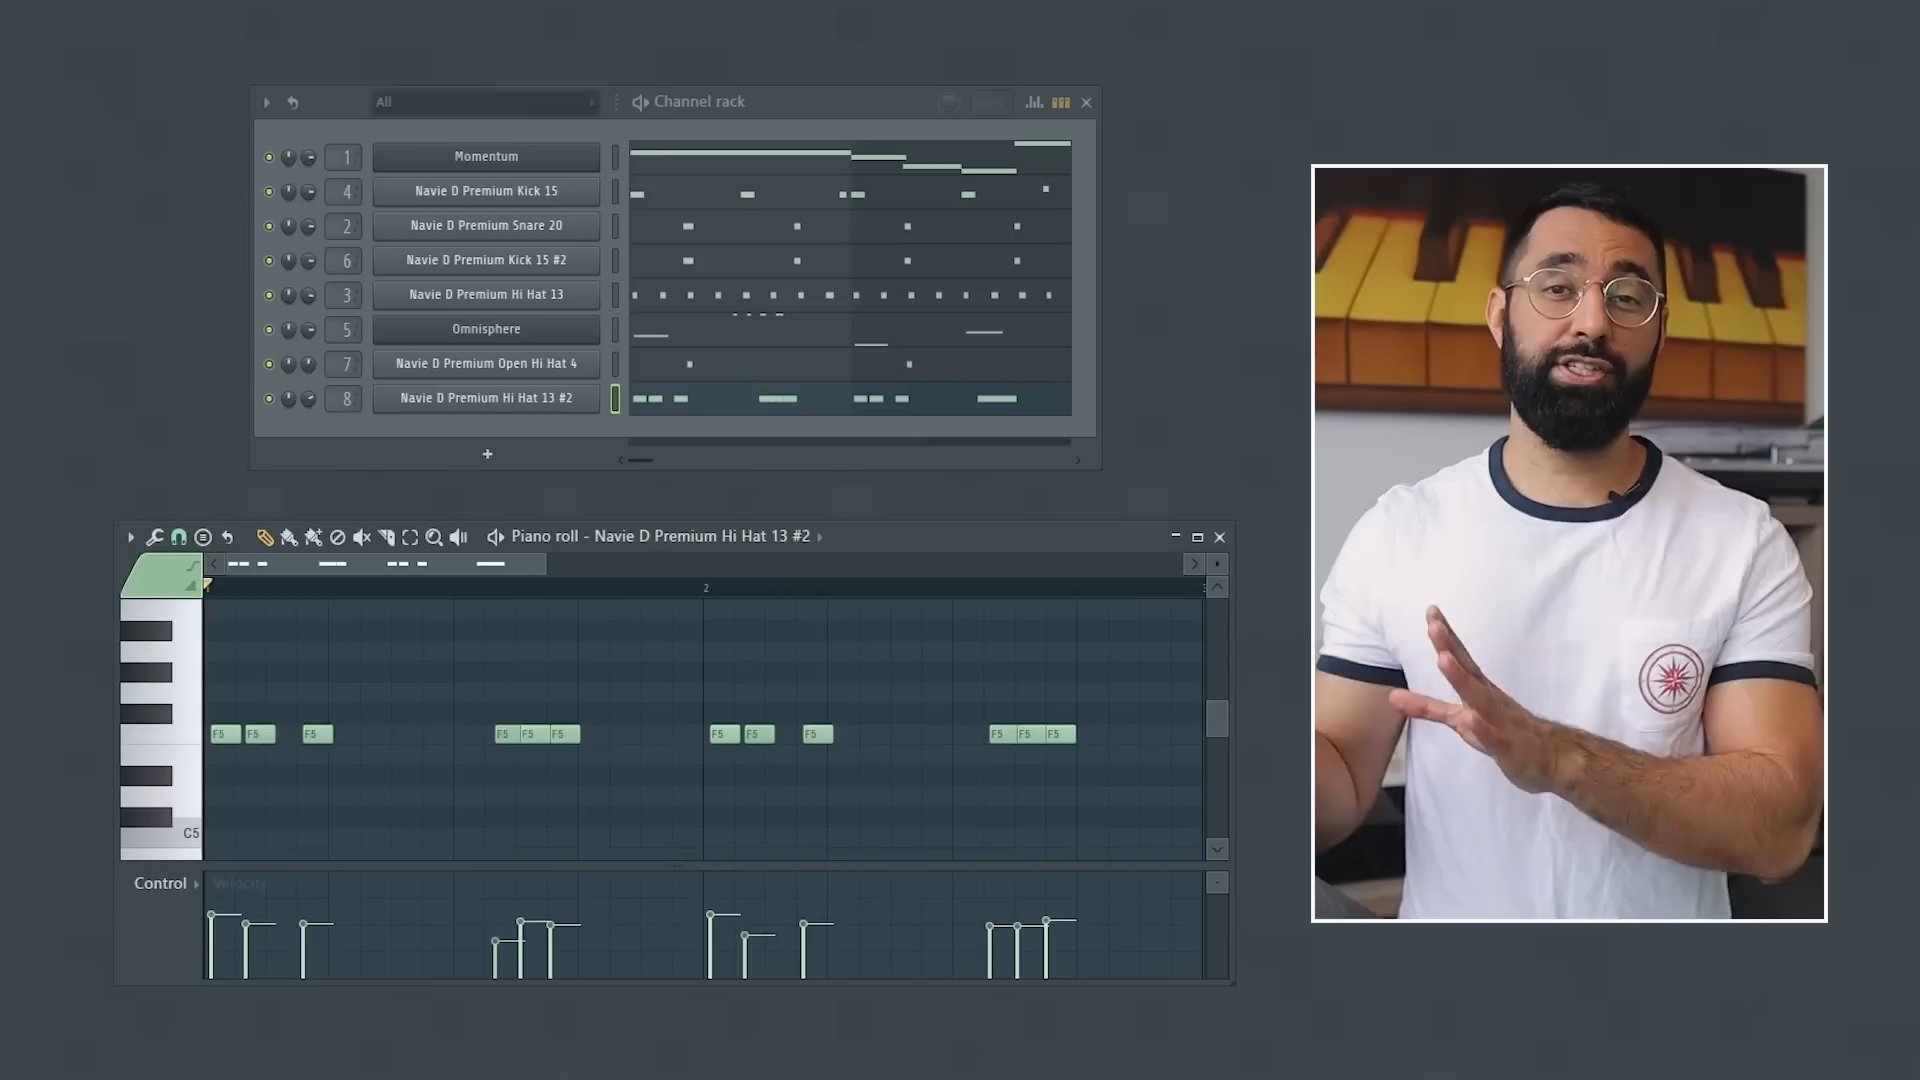 All
Channel rack
1 Momentum
4 Navie D Premium Kick 15
2 Navie D Premium Snare 20
6 Navie D Premium Kick 15 #2
3 Navie D Premium Hi Hat 13
5 Omnisphere
7 Navie D Premium Open Hi Hat 4
8 Navie D Premium Hi Hat 13 #2
+
Piano roll - Navie D Premium Hi Hat 13 #2
2
F5 F5 F5 F5 F5 F5 F5 F5 F5 F5 F5 F5
C5
Control Velocity